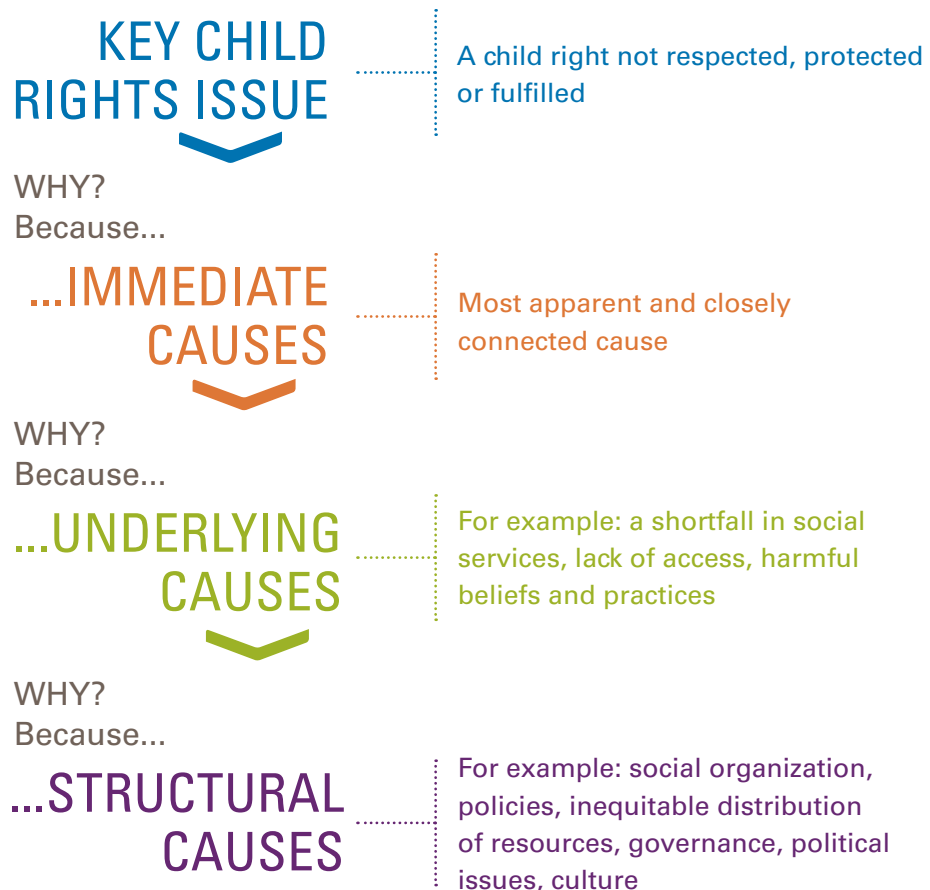 KEY CHILD
RIGHTS ISSUE
A child right not respected, protected
or fulfilled
WHY?
Because...
...IMMEDIATE
CAUSES
Most apparent and closely
connected cause
WHY?
Because...
...UNDERLYING
CAUSES
For example: a shortfall in social
services, lack of access, harmful
beliefs and practices
WHY?
Because...
...STRUCTURAL
CAUSES
For example: social organization,
policies, inequitable distribution
of resources, governance, political
issues, culture